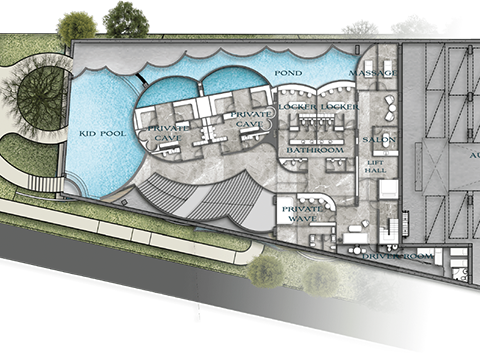 POND
MASSAGE
LOCKER LOCKER
KID POOL
PRIVATE
CAVE
PRIVATE
CAVE
SALON
BATHROOM
LIFT
HALL
PRIVATE
WAVE
DRIVER ROOM